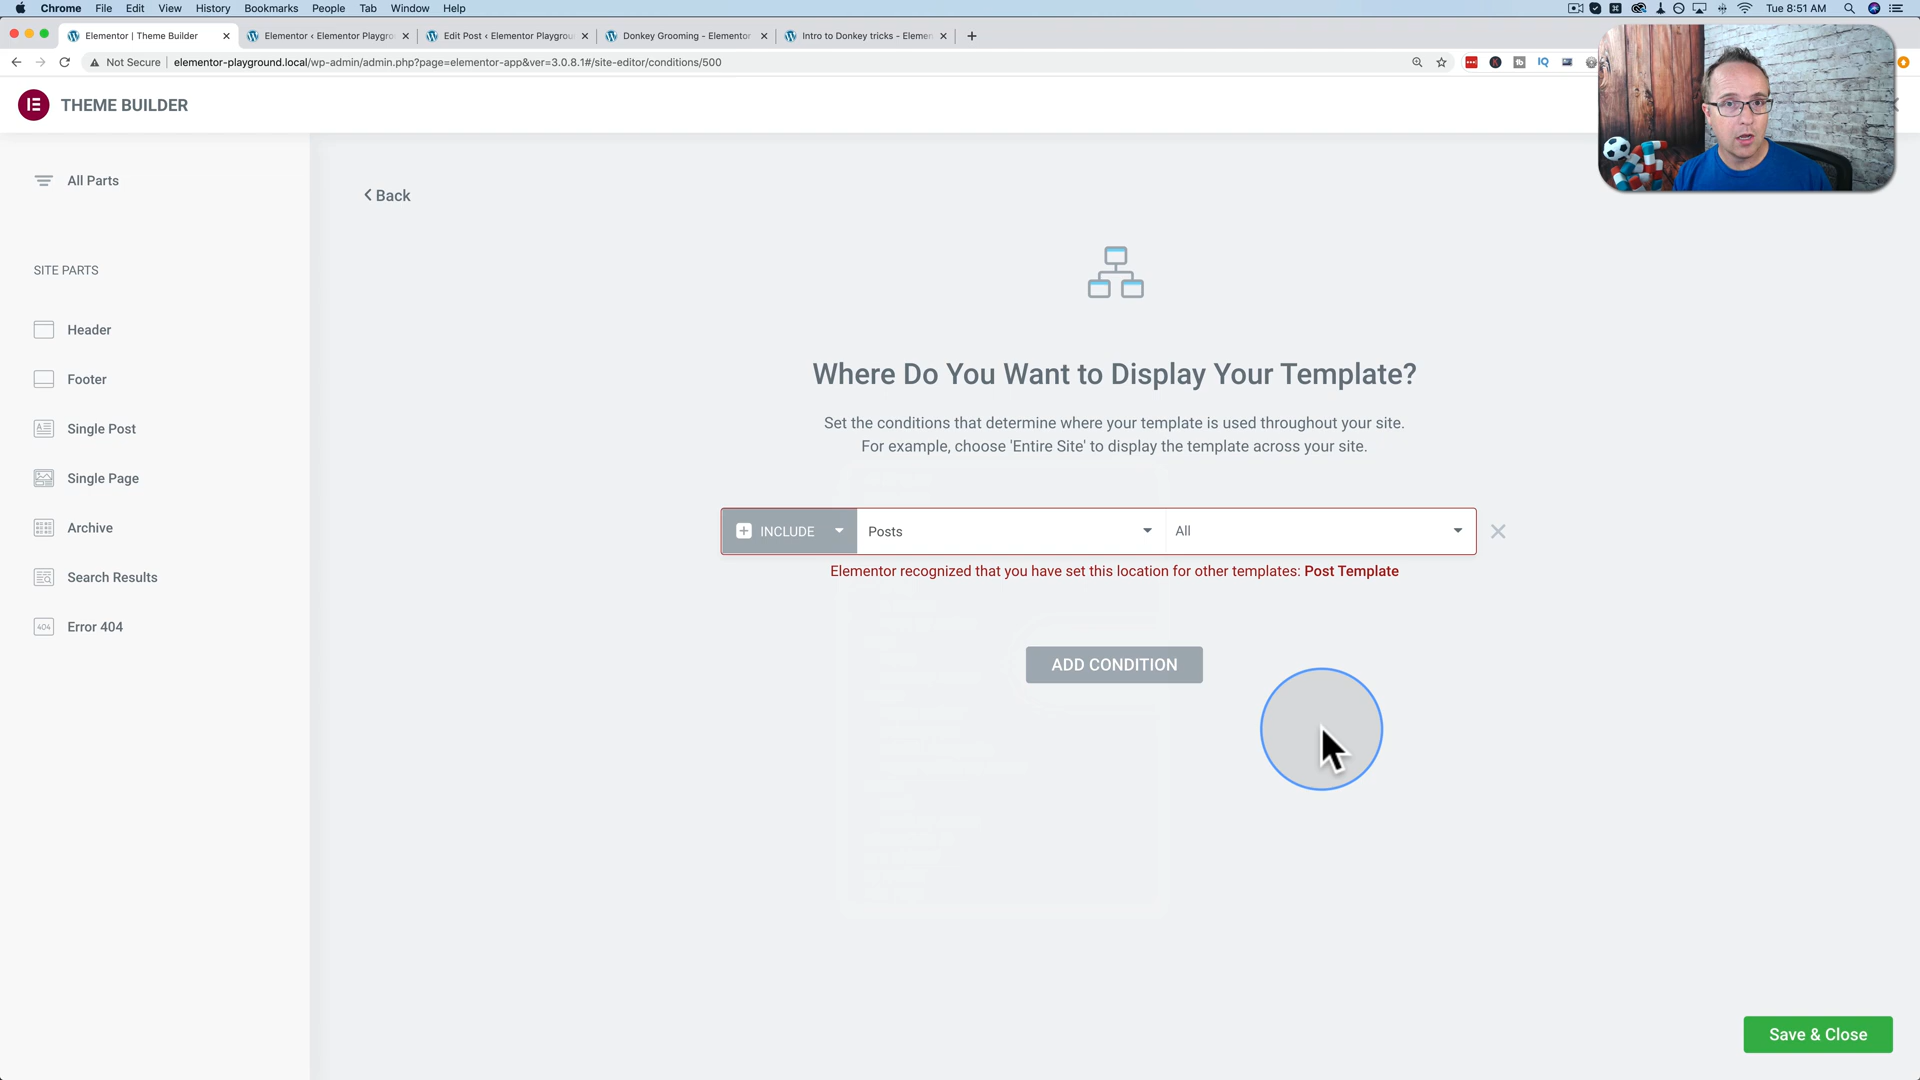 Chrome File Edit View History Bookmarks People Tab Window Help
Tue 8:51 AM
Elementor | Theme Builder
Elementor ‹ Elementor Playgro
Edit Post ‹ Elementor Playgrou
Donkey Grooming - Elementor
Intro to Donkey tricks - Elemen
Not Secure
elementor-playground.local/wp-admin/admin.php?page=elementor-app&ver=3.0.8.1#/site-editor/conditions/500
IQ
THEME BUILDER
All Parts
Back
SITE PARTS
Header
Footer
Single Post
Single Page
Archive
Search Results
404
Error 404
Where Do You Want to Display Your Template?
Set the conditions that determine where your template is used throughout your site.
For example, choose 'Entire Site' to display the template across your site.
INCLUDE Posts All
Elementor recognized that you have set this location for other templates: Post Template
ADD CONDITION
Save & Close